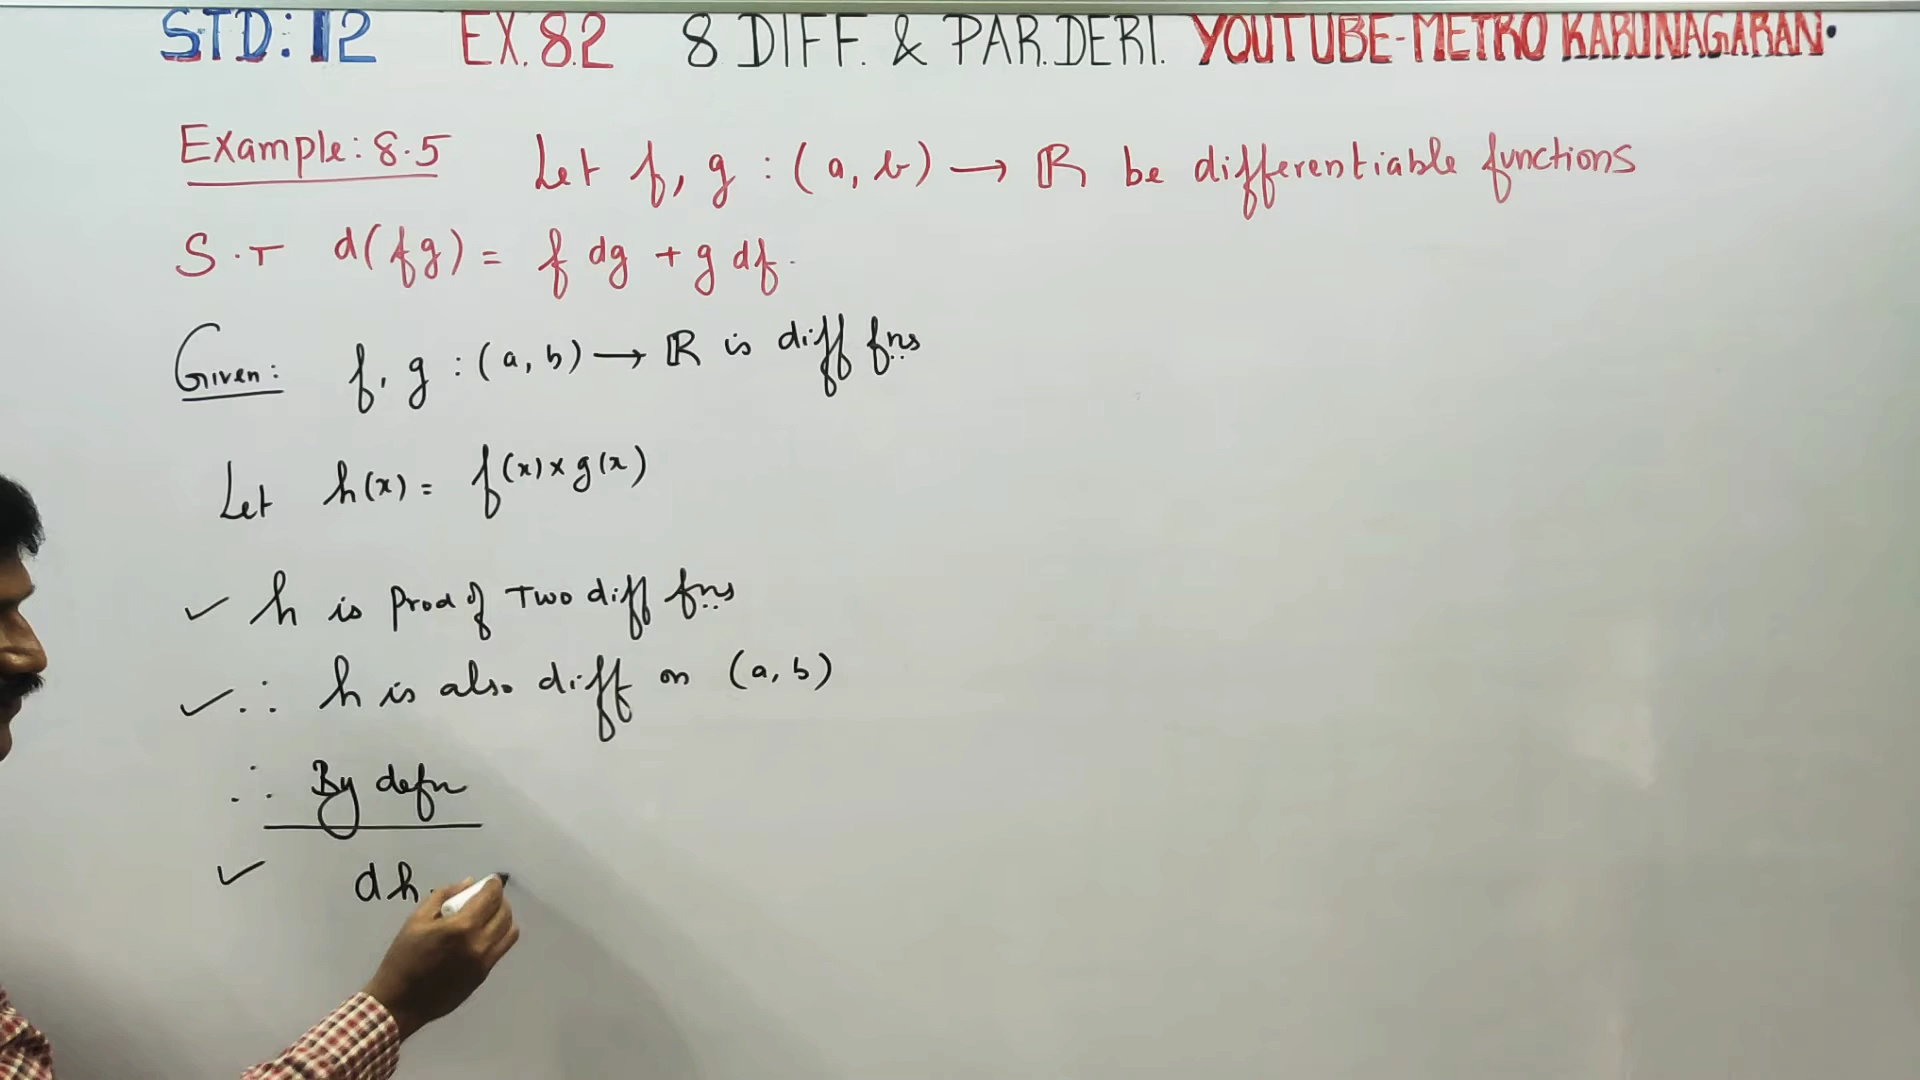 STD: 12 EX. 8.2 8 DIFF. & PAR.DERI. YOUTUBE-METRO KARUNAGARAN.
Example: 8.5 Let f, g : (a, b) → ℝ be differentiable functions
S.T d(fg) = f dg + g df.
Given: f, g : (a, b) → ℝ is diff fns
Let h(x) = f(x) × g(x)
✓ h is Prod of Two diff fns
✓ ∴ h is also diff on (a, b)
∴ By defn
✓ dh